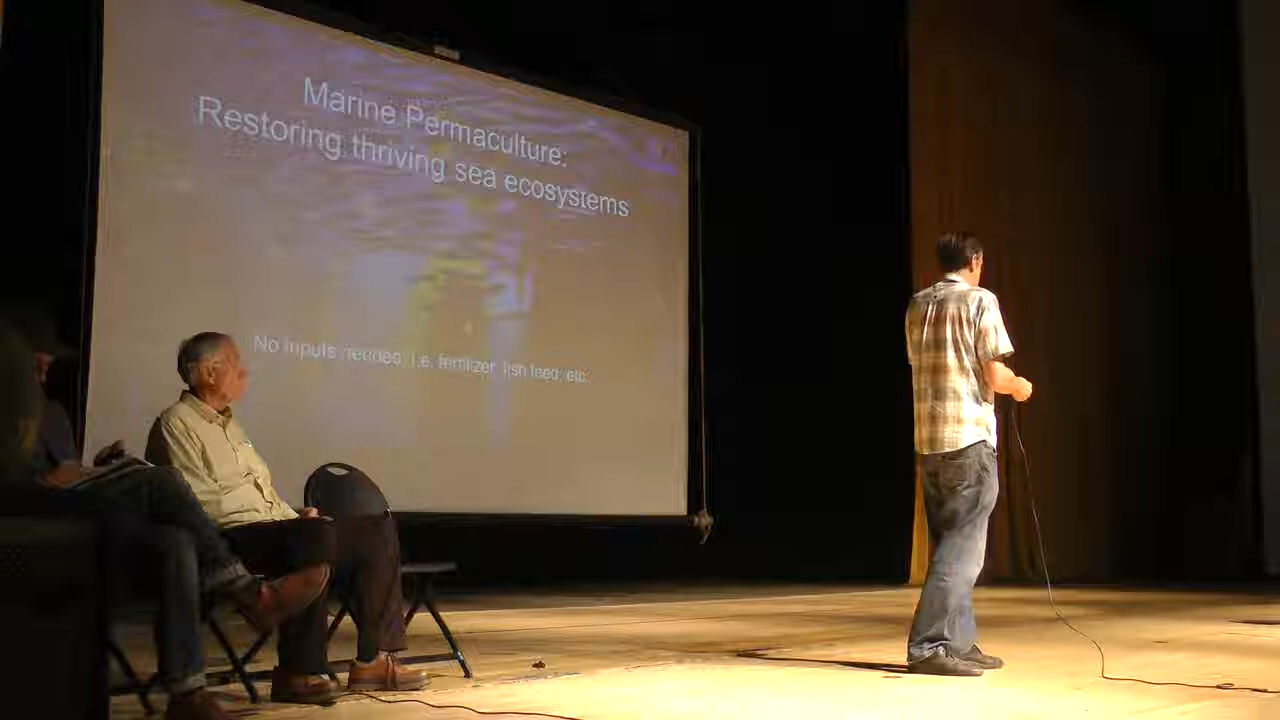 Marine Permaculture:
Restoring thriving sea ecosystems
No inputs needed, i.e. fertilizer, fish feed, etc.